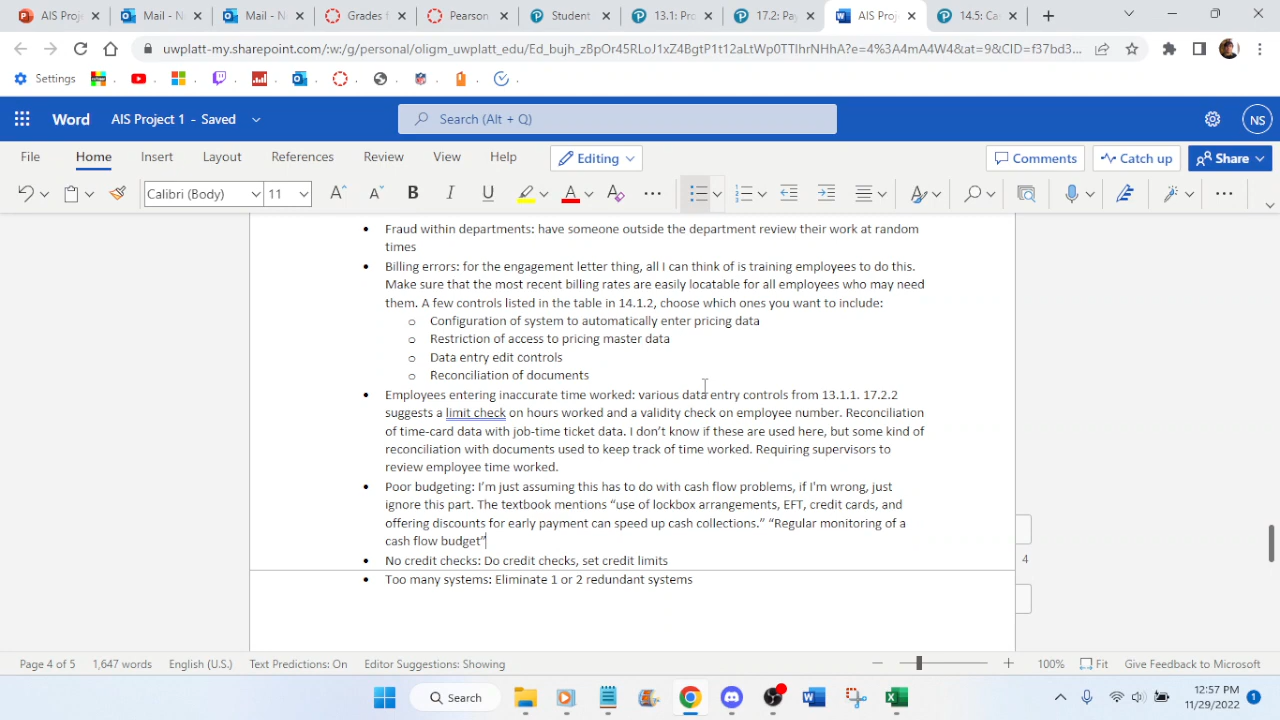 AIS Proj
Mail - N
Mail - N
Grades f
Pearson
Student
13.1: Pro
17.2: Pay
AIS Proj
14.5: Ca
uwplatt-my.sharepoint.com/:w:/g/personal/oligm_uwplatt_edu/
Settings
Word AIS Project 1 - Saved Search (Alt + Q) NS
File Home Insert Layout References Review View Help Editing Comments Catch up Share
Calibri (Body) 11 B I U A
Fraud within departments: have someone outside the department review their work at random
times
Billing errors: for the engagement letter thing, all I can think of is training employees to do this.
Make sure that the most recent billing rates are easily locatable for all employees who may need
them. A few controls listed in the table in 14.1.2, choose which ones you want to include:
Configuration of system to automatically enter pricing data
Restriction of access to pricing master data
Data entry edit controls
Reconciliation of documents
Employees entering inaccurate time worked: various data entry controls from 13.1.1. 17.2.2
suggests a limit check on hours worked and a validity check on employee number. Reconciliation
of time-card data with job-time ticket data. I don't know if these are used here, but some kind of
reconciliation with documents used to keep track of time worked. Requiring supervisors to
review employee time worked.
Poor budgeting: I'm just assuming this has to do with cash flow problems, if I'm wrong, just
ignore this part. The textbook mentions “use of lockbox arrangements, EFT, credit cards, and
offering discounts for early payment can speed up cash collections.” “Regular monitoring of a
cash flow budget”
No credit checks: Do credit checks, set credit limits
4
Too many systems: Eliminate 1 or 2 redundant systems
Page 4 of 5 1,647 words English (U.S.) Text Predictions: On Editor Suggestions: Showing 100% Fit Give Feedback to Microsoft
Search
12:57 PM
11/29/2022
1